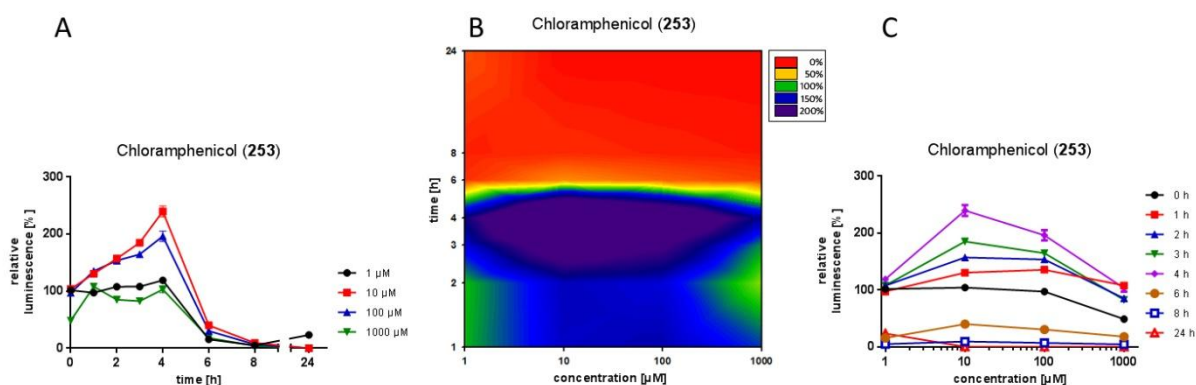 A
Chloramphenicol (253)
relative
luminescence [%]
300
200
100
0
0
2
4
6
8
24
time [h]
1 µM
10 µM
100 µM
1000 µM
B
Chloramphenicol (253)
time [h]
24
8
6
4
3
2
1
1
10
100
1000
concentration [µM]
0%
50%
100%
150%
200%
C
Chloramphenicol (253)
relative
luminescence [%]
300
200
100
0
1
10
100
1000
concentration [µM]
0 h
1 h
2 h
3 h
4 h
6 h
8 h
24 h